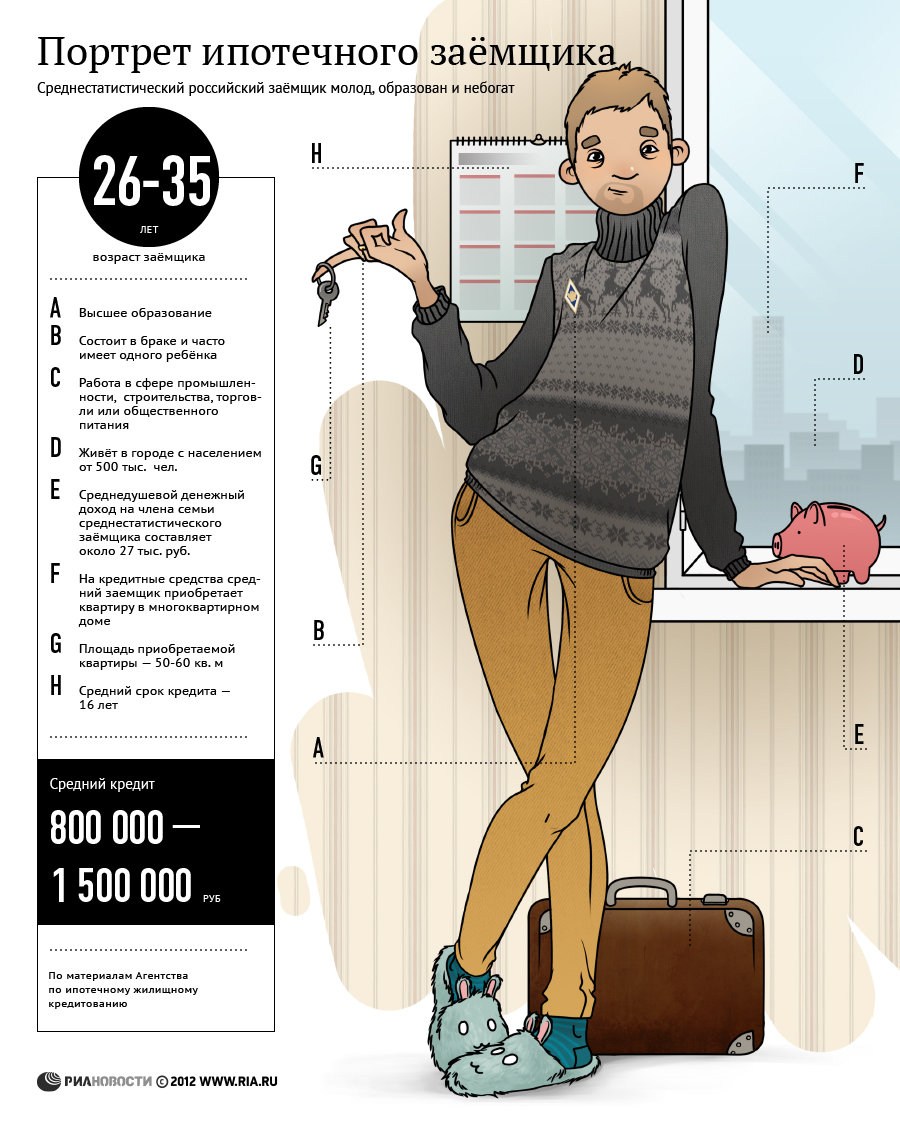 Портрет ипотечного заёмщика
Среднестатистический российский заёмщик молод, образован и небогат
26-35
ЛЕТ
возраст заёмщика
A Высшее образование
B Состоит в браке и часто
имеет одного ребёнка
C Работа в сфере промышлен-
ности, строительства, торгов-
ли или общественного
питания
D Живёт в городе с населением
от 500 тыс. чел.
E Среднедушевой денежный
доход на члена семьи
среднестатистического
заёмщика составляет
около 27 тыс. руб.
F На кредитные средства сред-
ний заемщик приобретает
квартиру в многоквартирном
доме
G Площадь приобретаемой
квартиры — 50-60 кв. м
H Средний срок кредита —
16 лет
Средний кредит
800 000 —
1 500 000 РУБ
По материалам Агентства
по ипотечному жилищному
кредитованию
РИАНОВОСТИ © 2012 WWW.RIA.RU
H
F
D
G
B
E
A
C